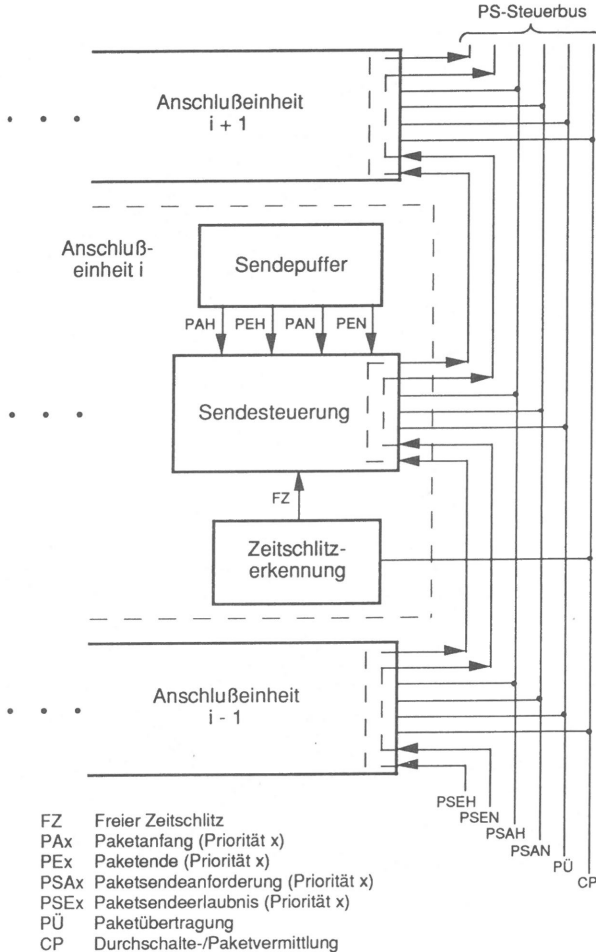 PS-Steuerbus
Anschlußeinheit
i + 1
Anschluß-
einheit i
Sendepuffer
PAH PEH PAN PEN
Sendesteuerung
FZ
Zeitschlitz-
erkennung
Anschlußeinheit
i - 1
PSEH
PSEN
PSAH
PSAN
PÜ
CP
FZ Freier Zeitschlitz
PAx Paketanfang (Priorität x)
PEx Paketende (Priorität x)
PSAx Paketsendeanforderung (Priorität x)
PSEx Paketsendeerlaubnis (Priorität x)
PÜ Paketübertragung
CP Durchschalte-/Paketvermittlung